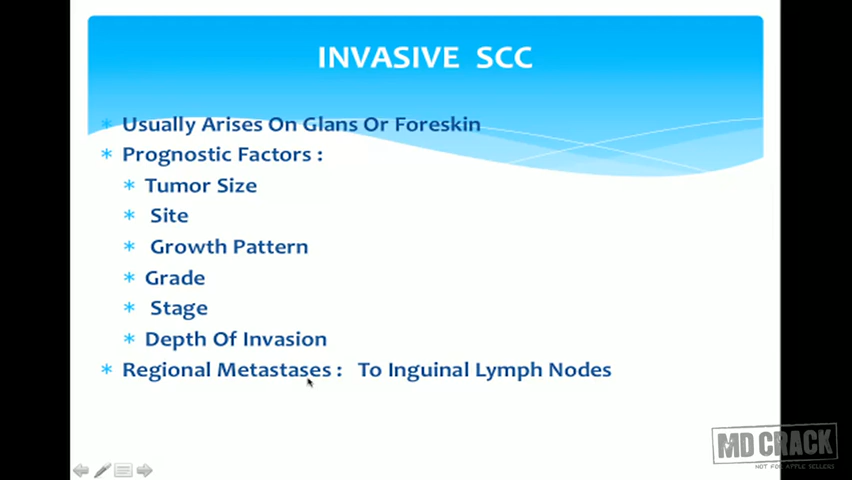 INVASIVE SCC
* Usually Arises On Glans Or Foreskin
* Prognostic Factors :
* Tumor Size
* Site
* Growth Pattern
* Grade
* Stage
* Depth Of Invasion
* Regional Metastases : To Inguinal Lymph Nodes
MD CRACK
NOT FOR APPLE SELLERS